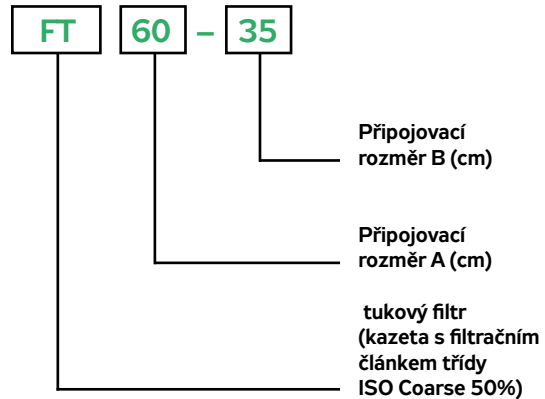 FT 60 – 35
Připojovací
rozměr B (cm)
Připojovací
rozměr A (cm)
tukový filtr
(kazeta s filtračním
článkem třídy
ISO Coarse 50%)